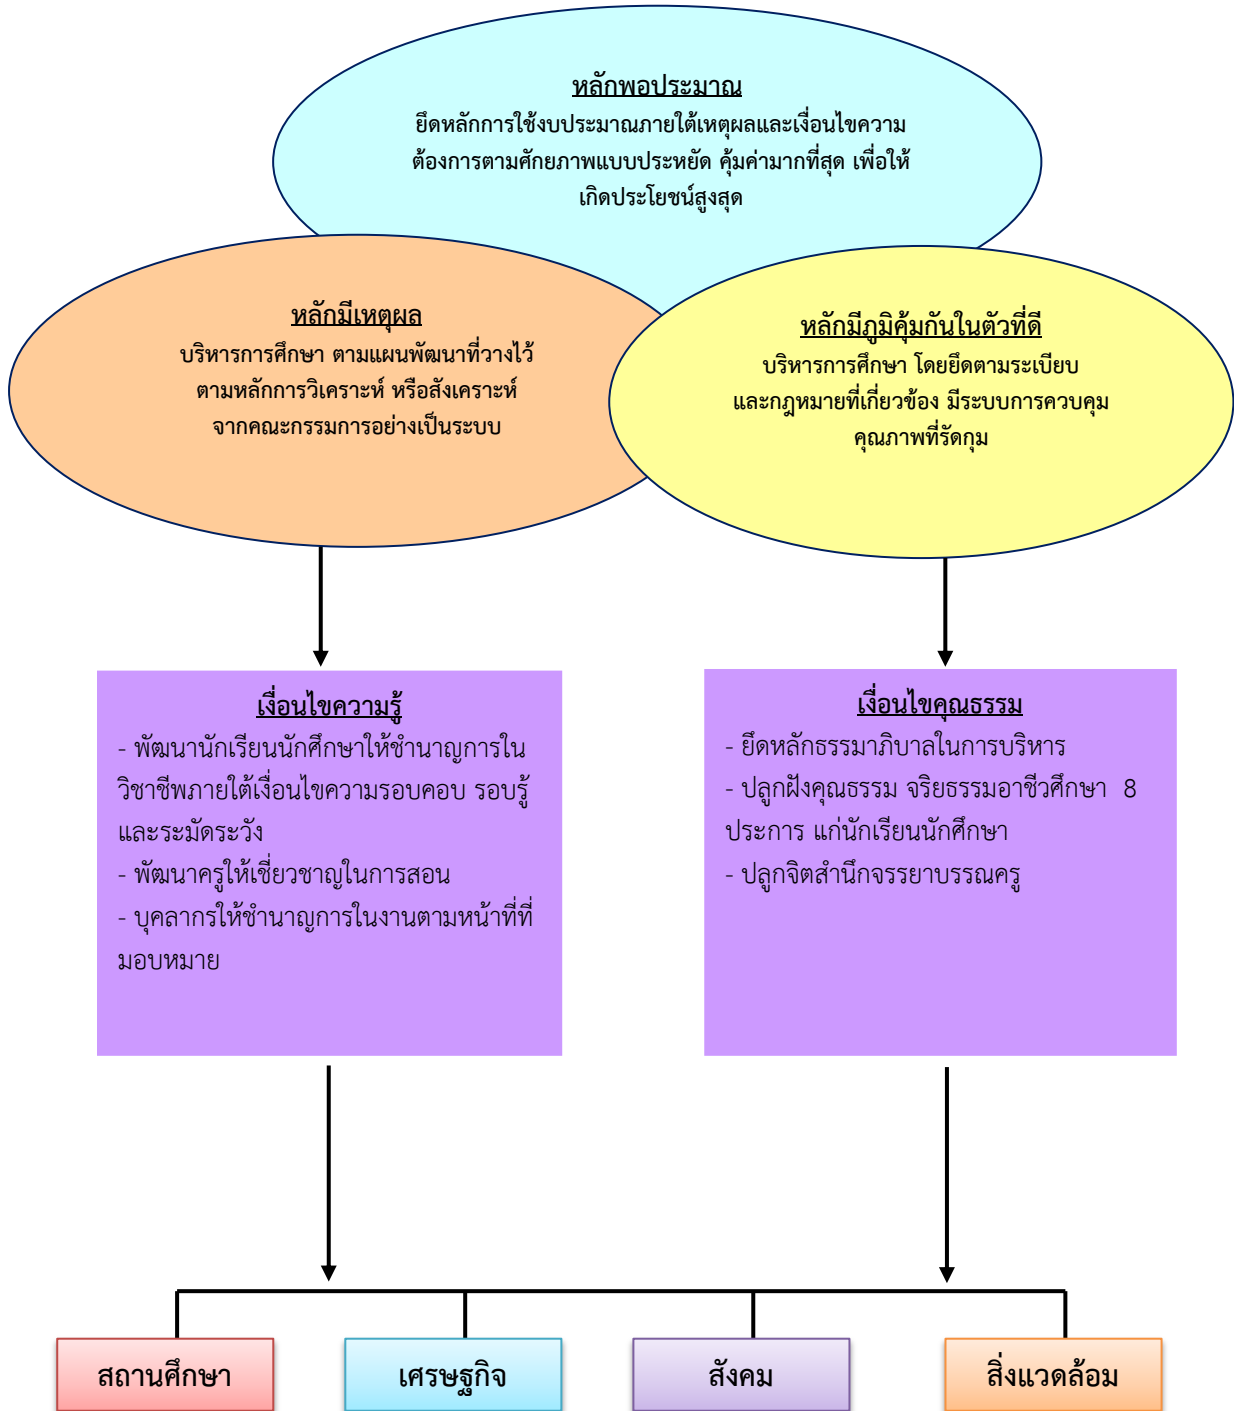 หลักพอประมาณ
ยึดหลักการใช้งบประมาณภายใต้เหตุผลและเงื่อนไขความ
ต้องการตามศักยภาพแบบประหยัด คุ้มค่ามากที่สุด เพื่อให้
เกิดประโยชน์สูงสุด
หลักมีเหตุผล
บริหารการศึกษา ตามแผนพัฒนาที่วางไว้
ตามหลักการวิเคราะห์ หรือสังเคราะห์
จากคณะกรรมการอย่างเป็นระบบ
หลักมีภูมิคุ้มกันในตัวที่ดี
บริหารการศึกษา โดยยึดตามระเบียบ
และกฎหมายที่เกี่ยวข้อง มีระบบการควบคุม
คุณภาพที่รัดกุม
เงื่อนไขความรู้
- พัฒนานักเรียนนักศึกษาให้ชำนาญการใน
วิชาชีพภายใต้เงื่อนไขความรอบคอบ รอบรู้
และระมัดระวัง
- พัฒนาครูให้เชี่ยวชาญในการสอน
- บุคลากรให้ชำนาญการในงานตามหน้าที่ที่
มอบหมาย
เงื่อนไขคุณธรรม
- ยึดหลักธรรมาภิบาลในการบริหาร
- ปลูกฝังคุณธรรม จริยธรรมอาชีวศึกษา 8
ประการ แก่นักเรียนนักศึกษา
- ปลูกจิตสำนึกจรรยาบรรณครู
สถานศึกษา
เศรษฐกิจ
สังคม
สิ่งแวดล้อม